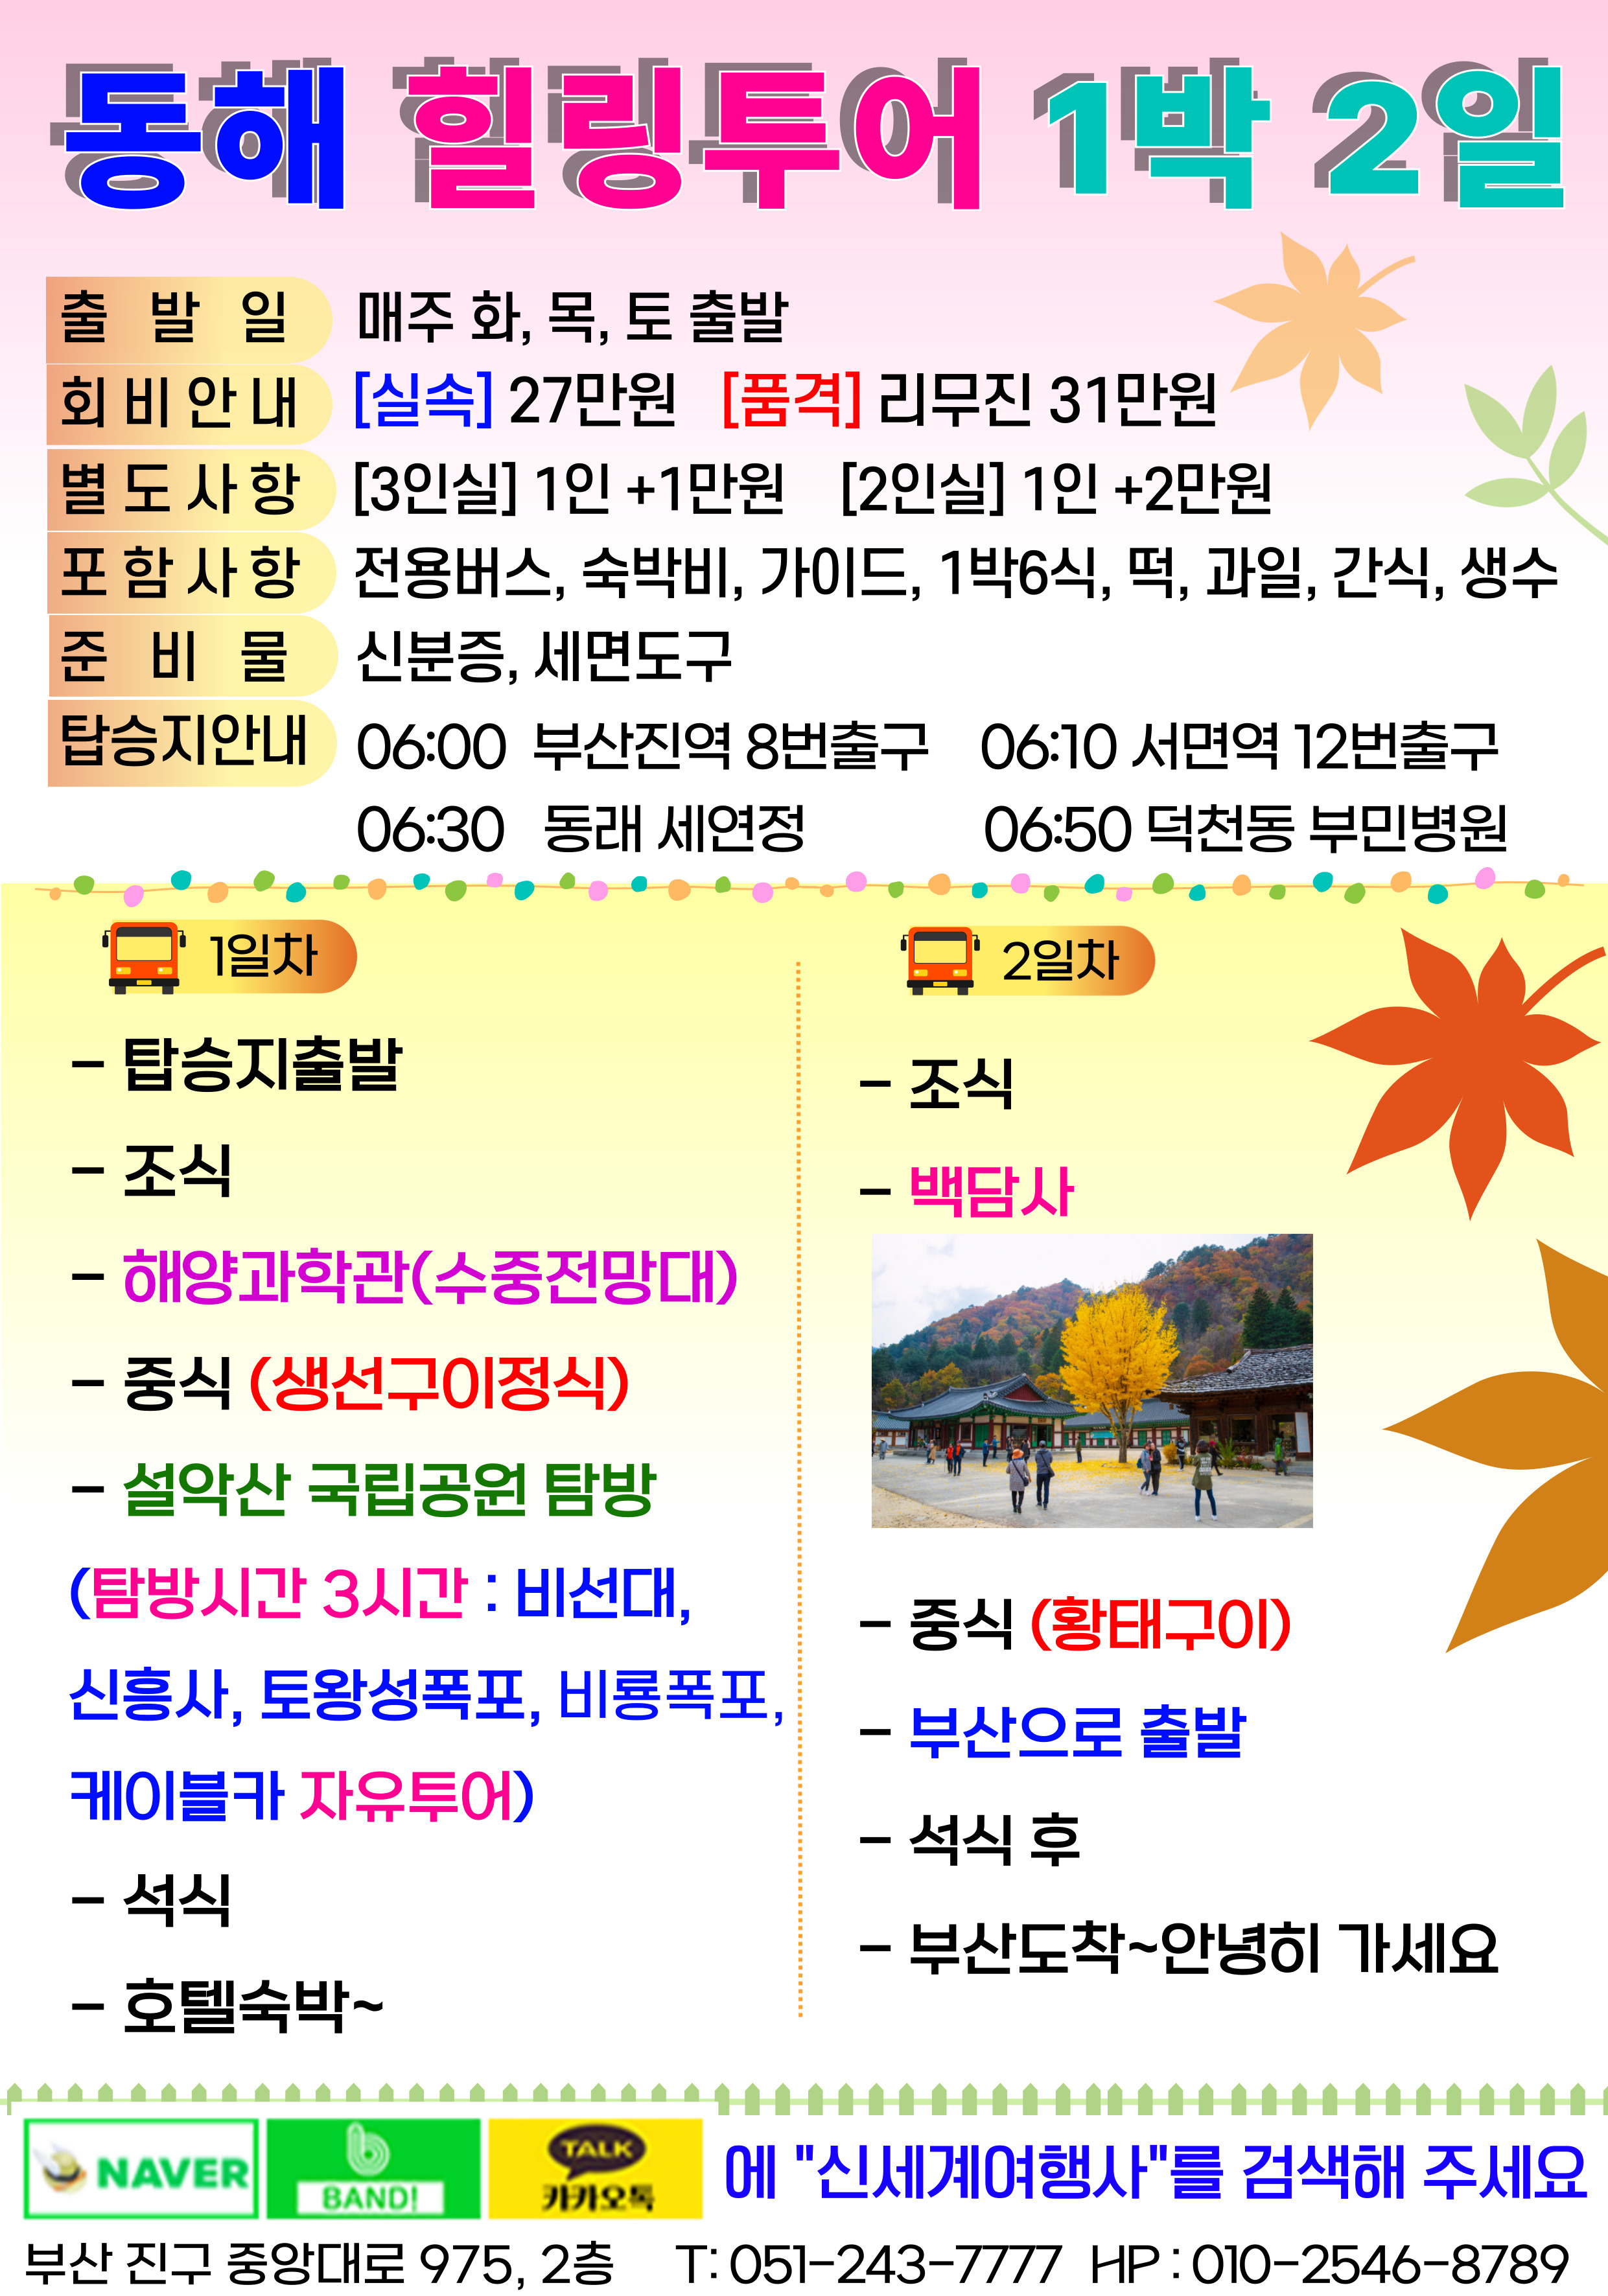 동해 힐링투어 1박 2일
출 발 일 매주 화, 목, 토 출발
회비안내 [실속] 27만원 [품격] 리무진 31만원
별도사항 [3인실] 1인 +1만원 [2인실] 1인 +2만원
포함사항 전용버스, 숙박비, 가이드, 1박6식, 떡, 과일, 간식, 생수
준 비 물 신분증, 세면도구
탑승지안내 06:00 부산진역 8번출구 06:10 서면역 12번출구
06:30 동래 세연정 06:50 덕천동 부민병원
1일차
- 탑승지출발
- 조식
- 해양과학관(수중전망대)
- 중식 (생선구이정식)
- 설악산 국립공원 탐방
(탐방시간 3시간 : 비선대,
신흥사, 토왕성폭포, 비룡폭포,
케이블카 자유투어)
- 석식
- 호텔숙박~
2일차
- 조식
- 백담사
- 중식 (황태구이)
- 부산으로 출발
- 석식 후
- 부산도착~안녕히 가세요
NAVER BAND! TALK 카카오톡 에 "신세계여행사"를 검색해 주세요
부산 진구 중앙대로 975, 2층 T: 051-243-7777 HP : 010-2546-8789